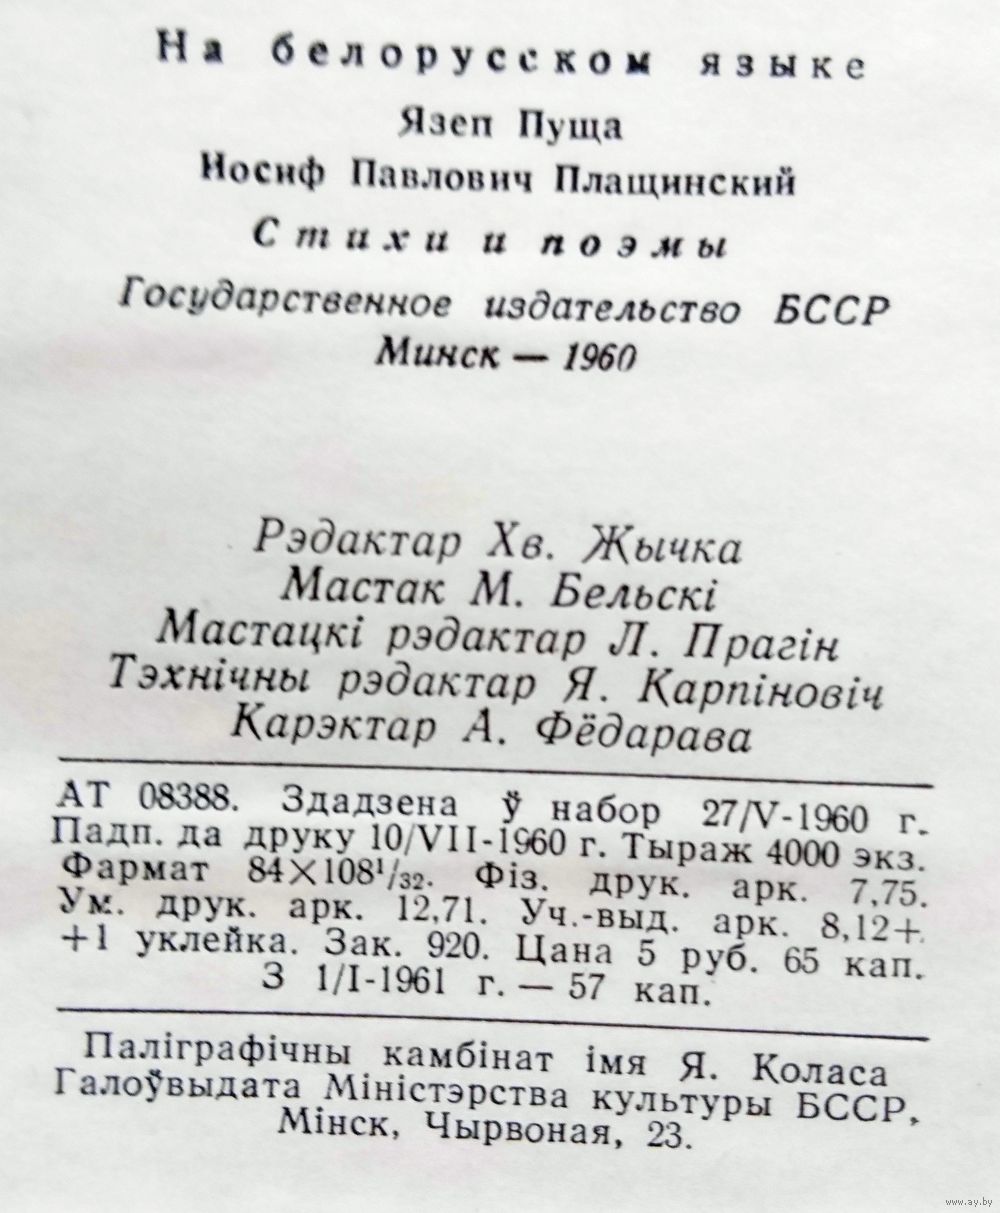 На белорусском языке
Язеп Пуща
Иосиф Павлович Плащинский
Стихи и поэмы
Государственное издательство БССР
Минск — 1960
Рэдактар Хв. Жычка
Мастак М. Бельскі
Мастацкі рэдактар Л. Прагін
Тэхнічны рэдактар Я. Карпіновіч
Карэктар А. Фёдарава
АТ 08388. Здадзена ў набор 27/V-1960 г.
Падп. да друку 10/VII-1960 г. Тыраж 4000 экз.
Фармат 84×108¹/₃₂. Фіз. друк. арк. 7,75.
Ум. друк. арк. 12,71. Уч.-выд. арк. 8,12+
+1 уклейка. Зак. 920. Цана 5 руб. 65 кап.
З 1/I-1961 г. — 57 кап.
Паліграфічны камбінат імя Я. Коласа
Галоўвыдата Міністэрства культуры БССР,
Мінск, Чырвоная, 23.
www.ay.by